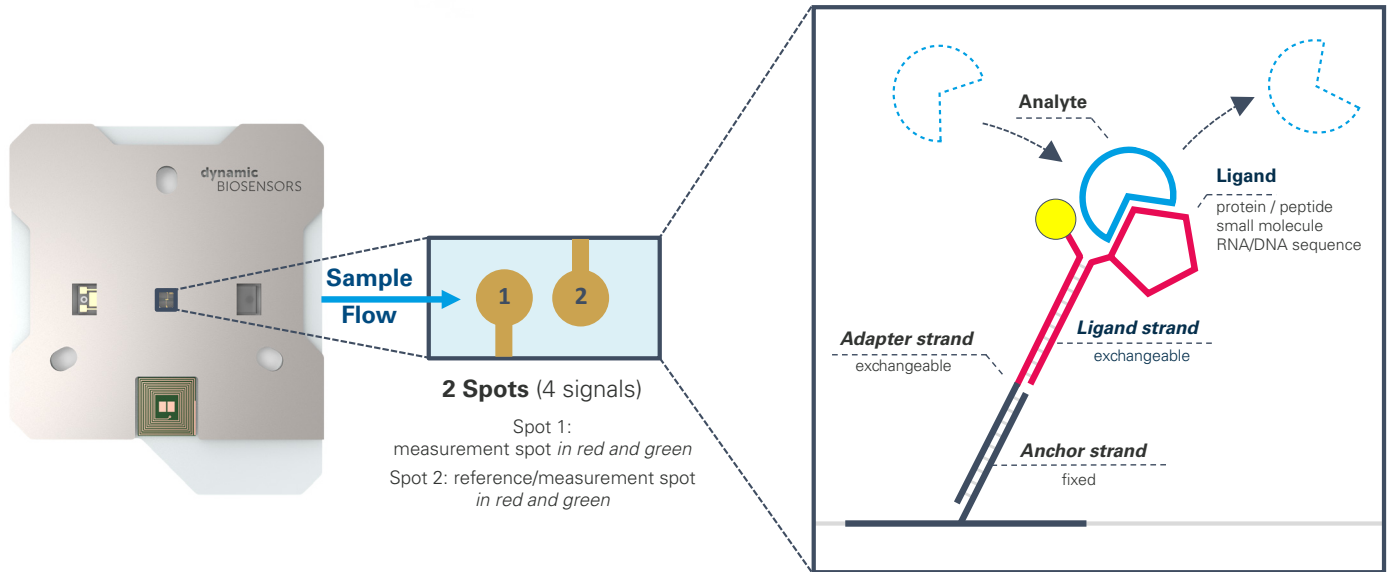 dynamic
BIOSENSORS
Sample
Flow
1
2
2 Spots (4 signals)
Spot 1:
measurement spot in red and green
Spot 2: reference/measurement spot
in red and green
Analyte
Ligand
protein / peptide
small molecule
RNA/DNA sequence
Adapter strand
exchangeable
Ligand strand
exchangeable
Anchor strand
fixed